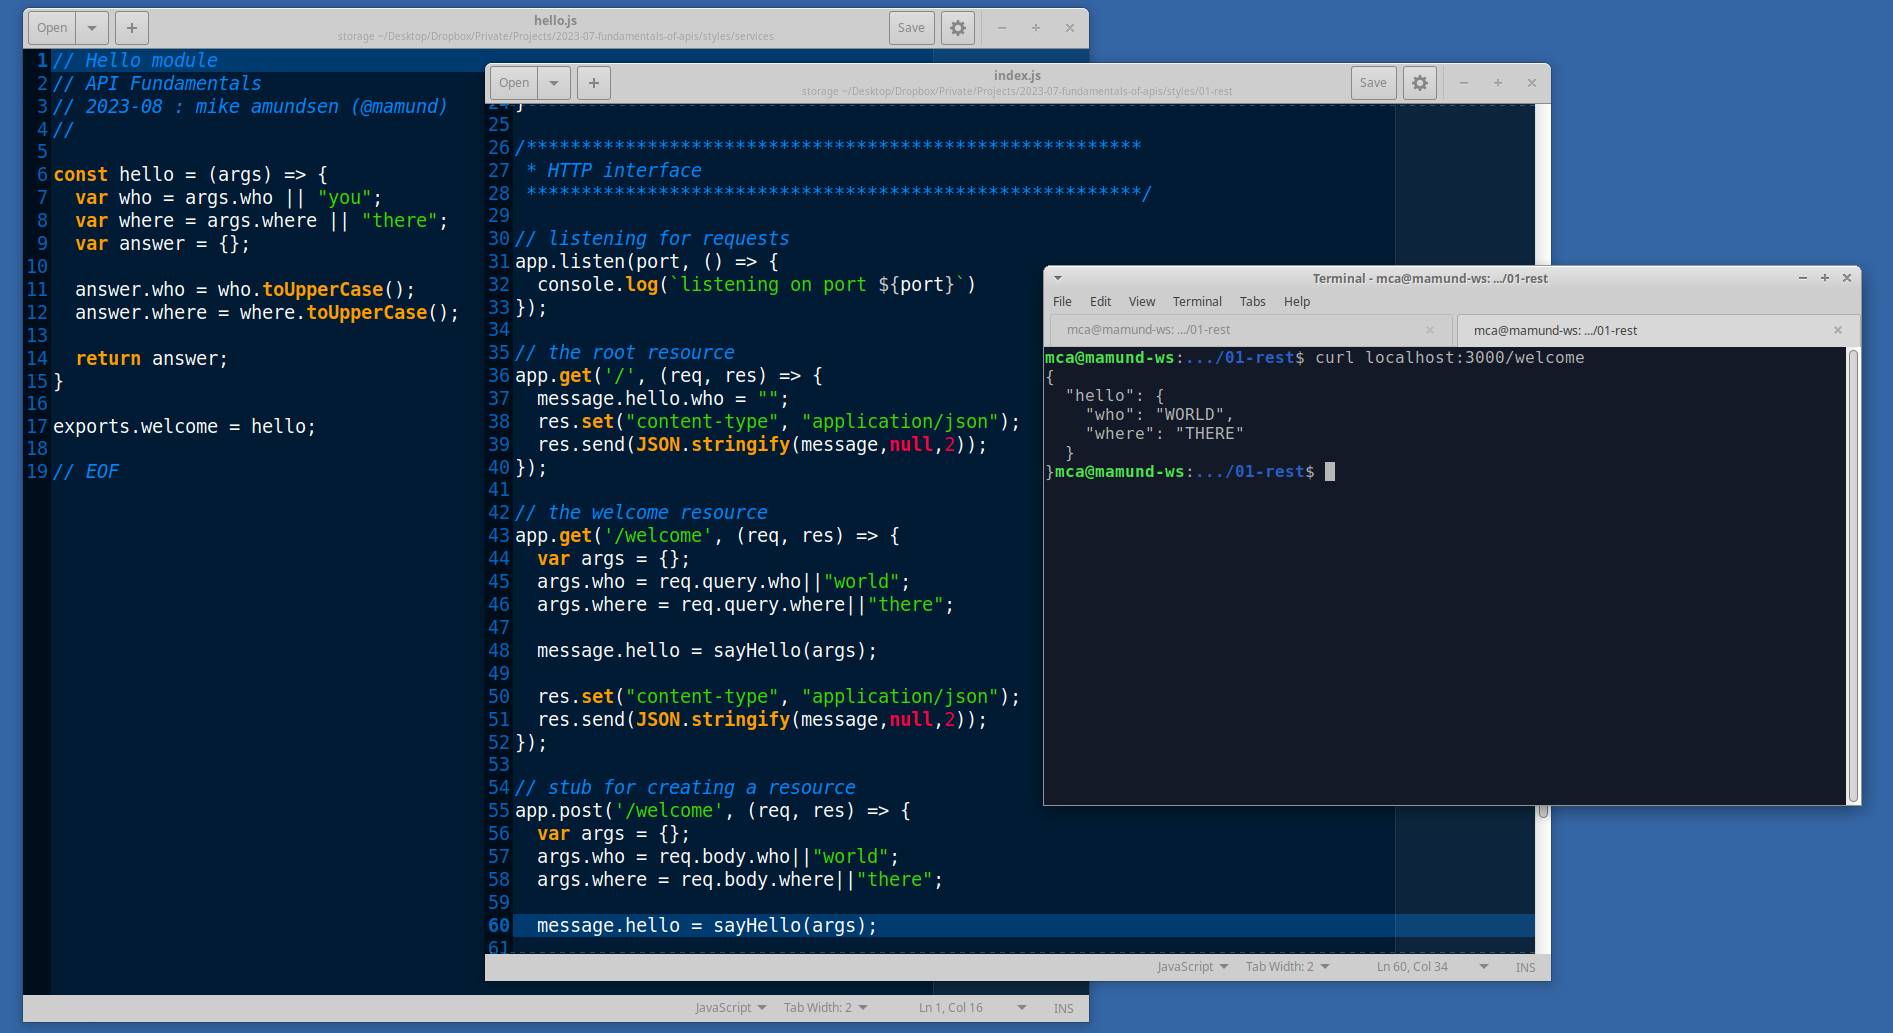 Open
+
hello.js
storage ~/Desktop/Dropbox/Private/Projects/2023-07-fundamentals-of-apis/styles/services
Save
1 // Hello module
2 // API Fundamentals
3 // 2023-08 : mike amundsen (@mamund)
4 //
5
6 const hello = (args) => {
7   var who = args.who || "you";
8   var where = args.where || "there";
9   var answer = {};
10
11   answer.who = who.toUpperCase();
12   answer.where = where.toUpperCase();
13
14   return answer;
15 }
16
17 exports.welcome = hello;
18
19 // EOF
JavaScript Tab Width: 2 Ln 1, Col 16 INS
Open
+
index.js
storage ~/Desktop/Dropbox/Private/Projects/2023-07-fundamentals-of-apis/styles/01-rest
Save
24 }
25
26 /********************************************************
27  * HTTP interface
28  ********************************************************/
29
30 // listening for requests
31 app.listen(port, () => {
32   console.log(`listening on port ${port}`)
33 });
34
35 // the root resource
36 app.get('/', (req, res) => {
37   message.hello.who = "";
38   res.set("content-type", "application/json");
39   res.send(JSON.stringify(message,null,2));
40 });
41
42 // the welcome resource
43 app.get('/welcome', (req, res) => {
44   var args = {};
45   args.who = req.query.who||"world";
46   args.where = req.query.where||"there";
47
48   message.hello = sayHello(args);
49
50   res.set("content-type", "application/json");
51   res.send(JSON.stringify(message,null,2));
52 });
53
54 // stub for creating a resource
55 app.post('/welcome', (req, res) => {
56   var args = {};
57   args.who = req.body.who||"world";
58   args.where = req.body.where||"there";
59
60   message.hello = sayHello(args);
61
JavaScript Tab Width: 2 Ln 60, Col 34 INS
Terminal - mca@mamund-ws: .../01-rest
File Edit View Terminal Tabs Help
mca@mamund-ws: .../01-rest
mca@mamund-ws: .../01-rest
mca@mamund-ws:.../01-rest$ curl localhost:3000/welcome
{
  "hello": {
    "who": "WORLD",
    "where": "THERE"
  }
}mca@mamund-ws:.../01-rest$